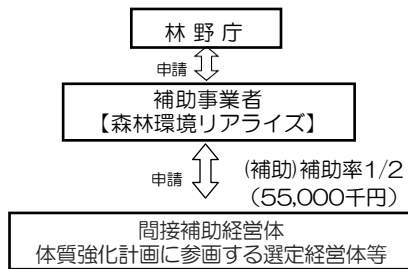 林 野 庁
申請
補助事業者
【森林環境リアライズ】
申請
(補助)補助率1/2
（55,000千円）
間接補助経営体
体質強化計画に参画する選定経営体等